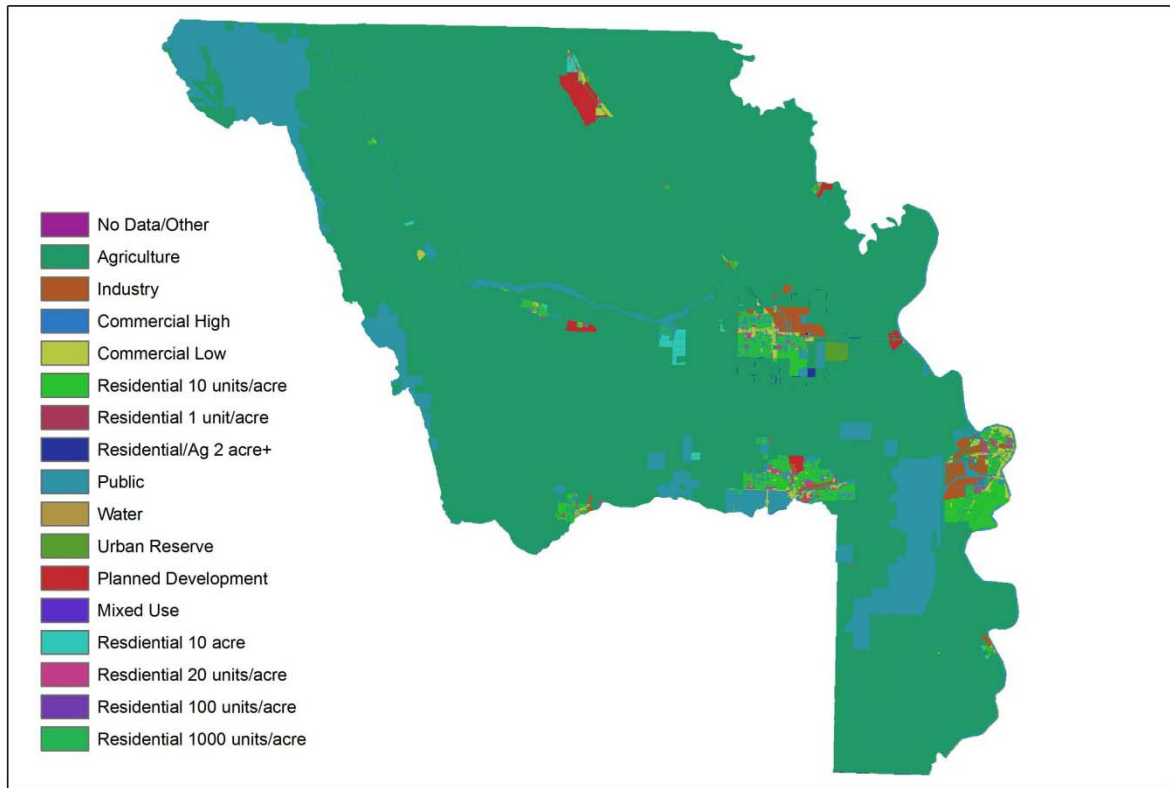 No Data/Other
Agriculture
Industry
Commercial High
Commercial Low
Residential 10 units/acre
Residential 1 unit/acre
Residential/Ag 2 acre+
Public
Water
Urban Reserve
Planned Development
Mixed Use
Resdiential 10 acre
Resdiential 20 units/acre
Residential 100 units/acre
Residential 1000 units/acre